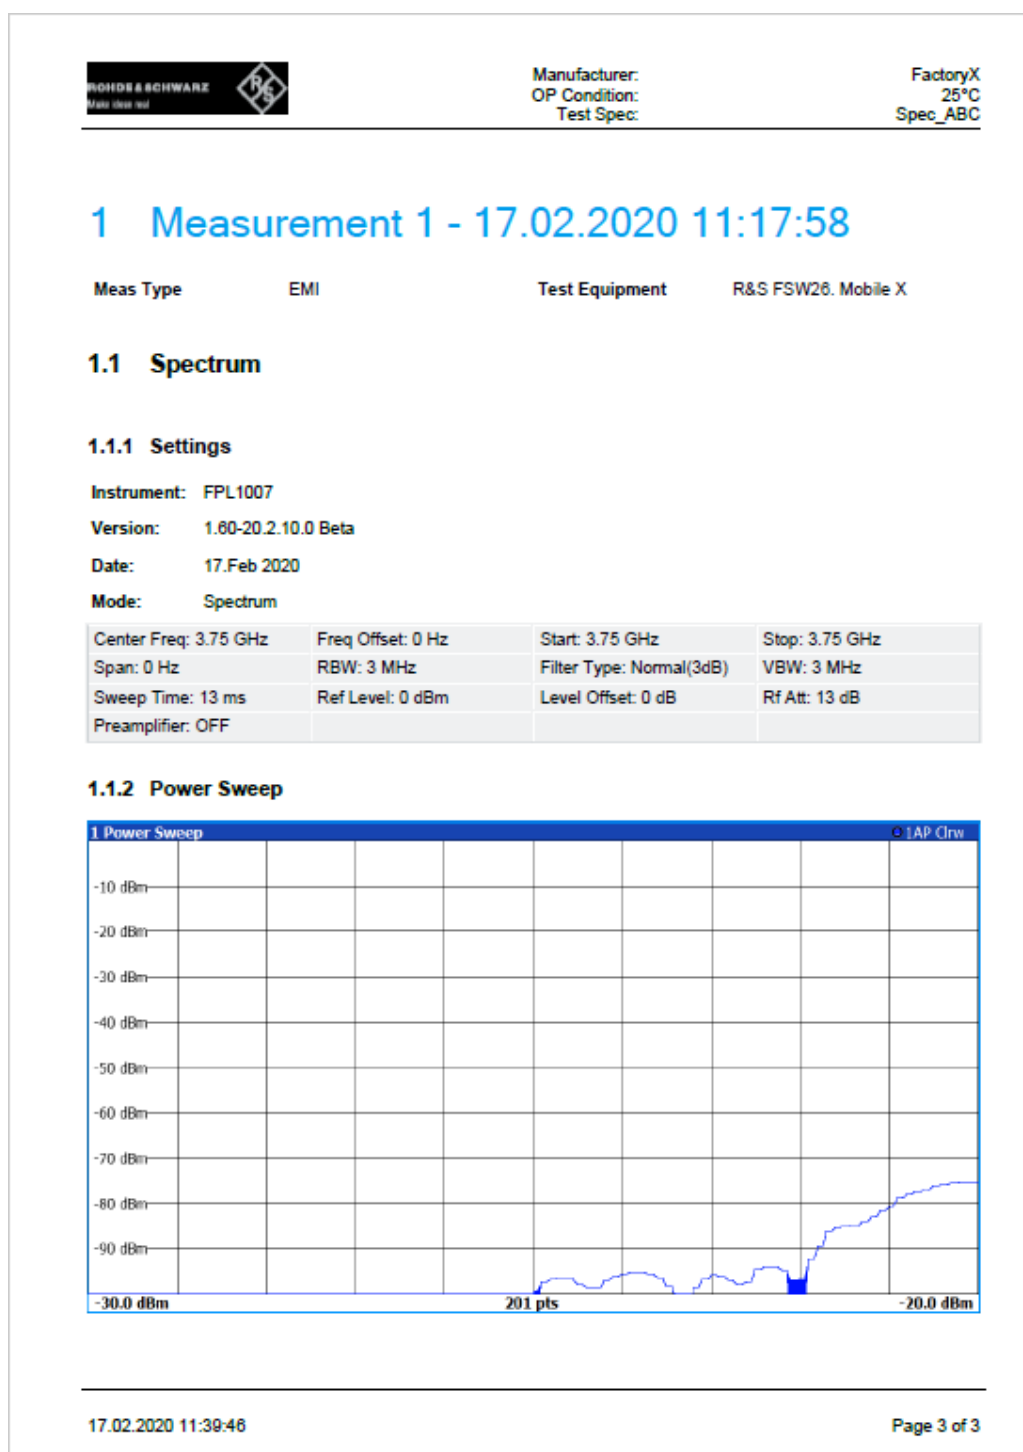 ROHDE & SCHWARZ
Make ideas real
R&S
Manufacturer: FactoryX
OP Condition: 25°C
Test Spec: Spec_ABC
1 Measurement 1 - 17.02.2020 11:17:58
Meas Type EMI Test Equipment R&S FSW26. Mobile X
1.1 Spectrum
1.1.1 Settings
Instrument: FPL1007
Version: 1.60-20.2.10.0 Beta
Date: 17.Feb 2020
Mode: Spectrum
Center Freq: 3.75 GHz Freq Offset: 0 Hz Start: 3.75 GHz Stop: 3.75 GHz
Span: 0 Hz RBW: 3 MHz Filter Type: Normal(3dB) VBW: 3 MHz
Sweep Time: 13 ms Ref Level: 0 dBm Level Offset: 0 dB Rf Att: 13 dB
Preamplifier: OFF
1.1.2 Power Sweep
1 Power Sweep 1AP Clrw
-10 dBm
-20 dBm
-30 dBm
-40 dBm
-50 dBm
-60 dBm
-70 dBm
-80 dBm
-90 dBm
-30.0 dBm 201 pts -20.0 dBm
17.02.2020 11:39:46 Page 3 of 3